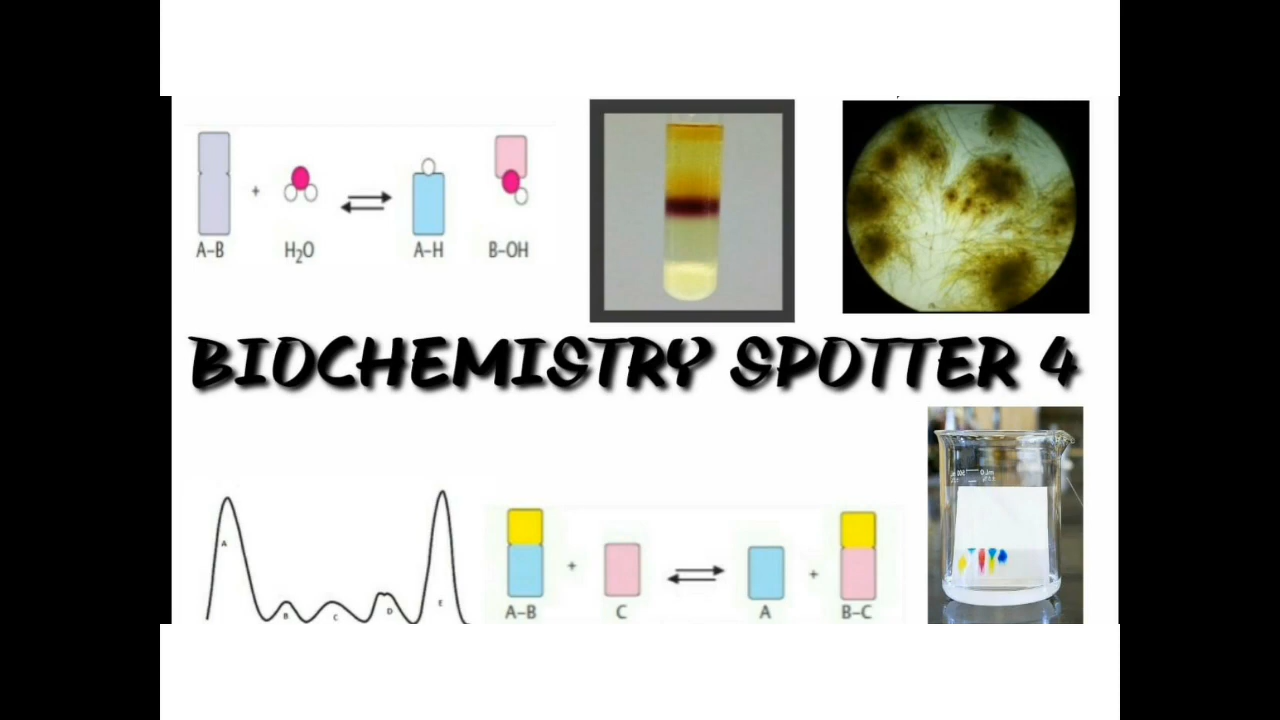 +
A–B
H₂O
A–H
B–OH
BIOCHEMISTRY SPOTTER 4
A
B
C
D
E
+
+
A–B
C
A
B–C